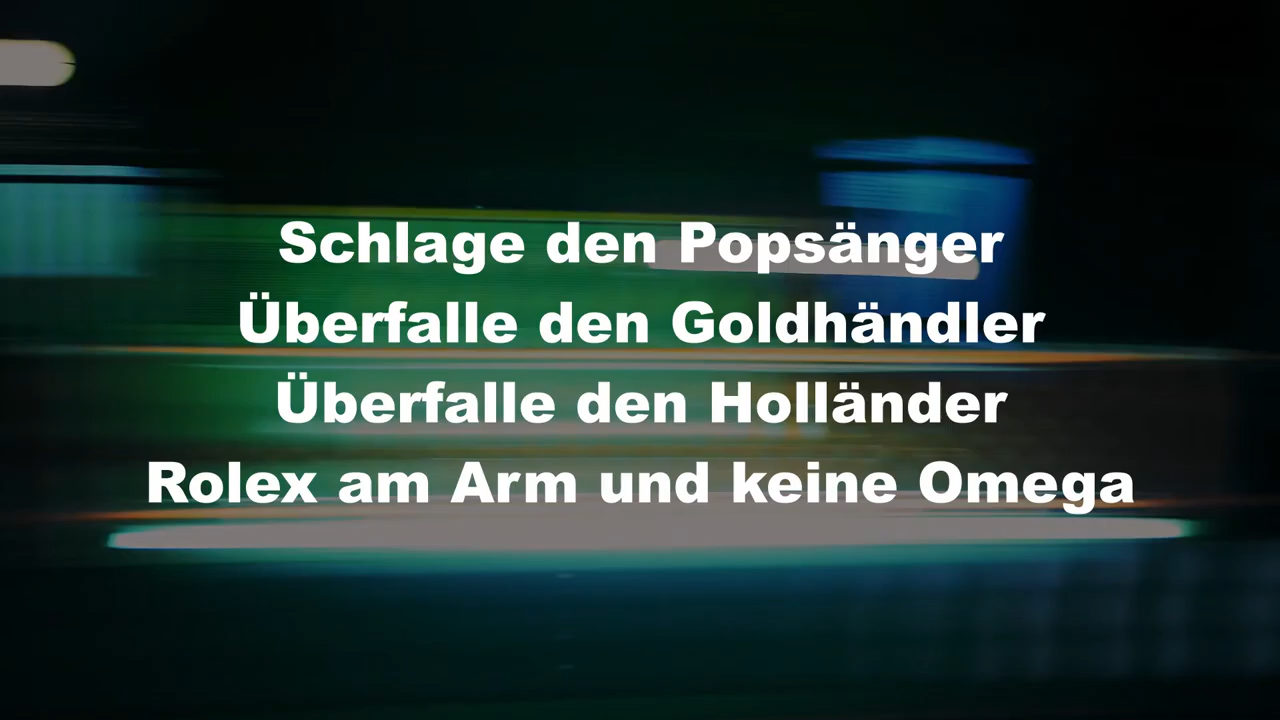 Schlage den Popsänger
Überfalle den Goldhändler
Überfalle den Holländer
Rolex am Arm und keine Omega